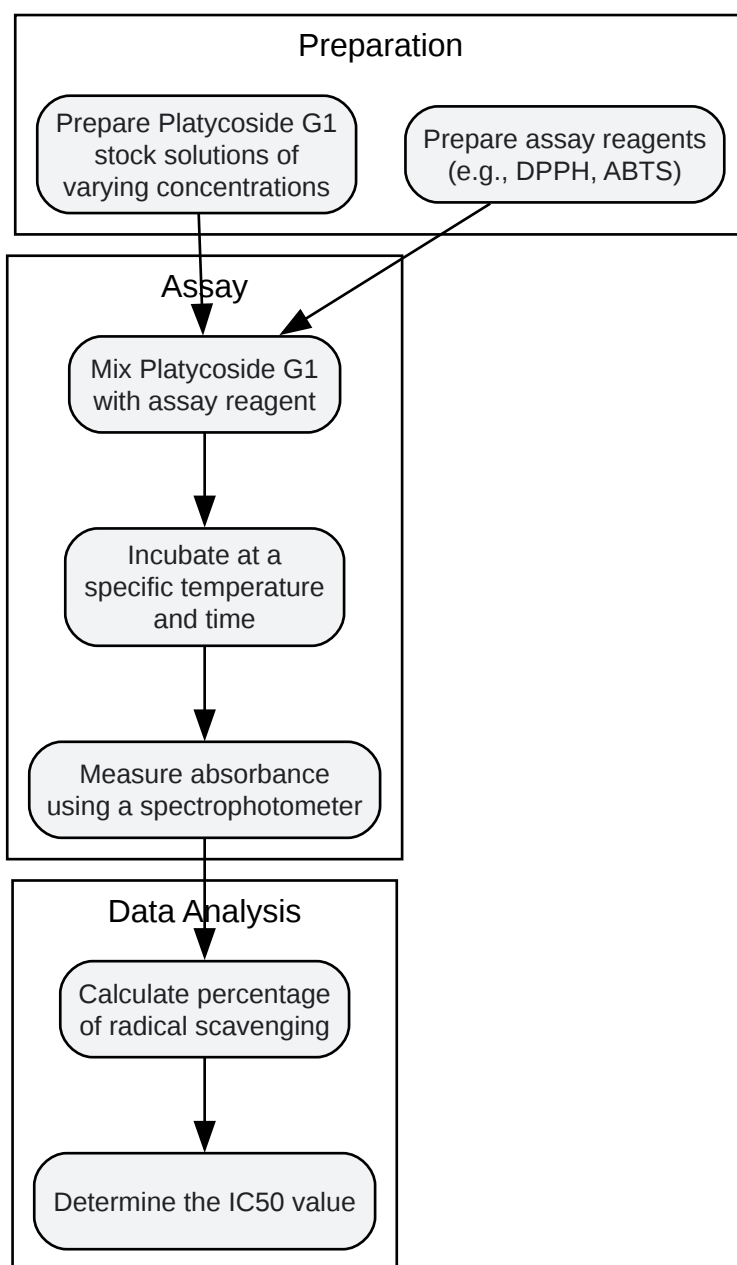 Preparation
Prepare Platycoside G1
stock solutions of
varying concentrations
Prepare assay reagents
(e.g., DPPH, ABTS)
Assay
Mix Platycoside G1
with assay reagent
Incubate at a
specific temperature
and time
Measure absorbance
using a spectrophotometer
Data Analysis
Calculate percentage
of radical scavenging
Determine the IC50 value